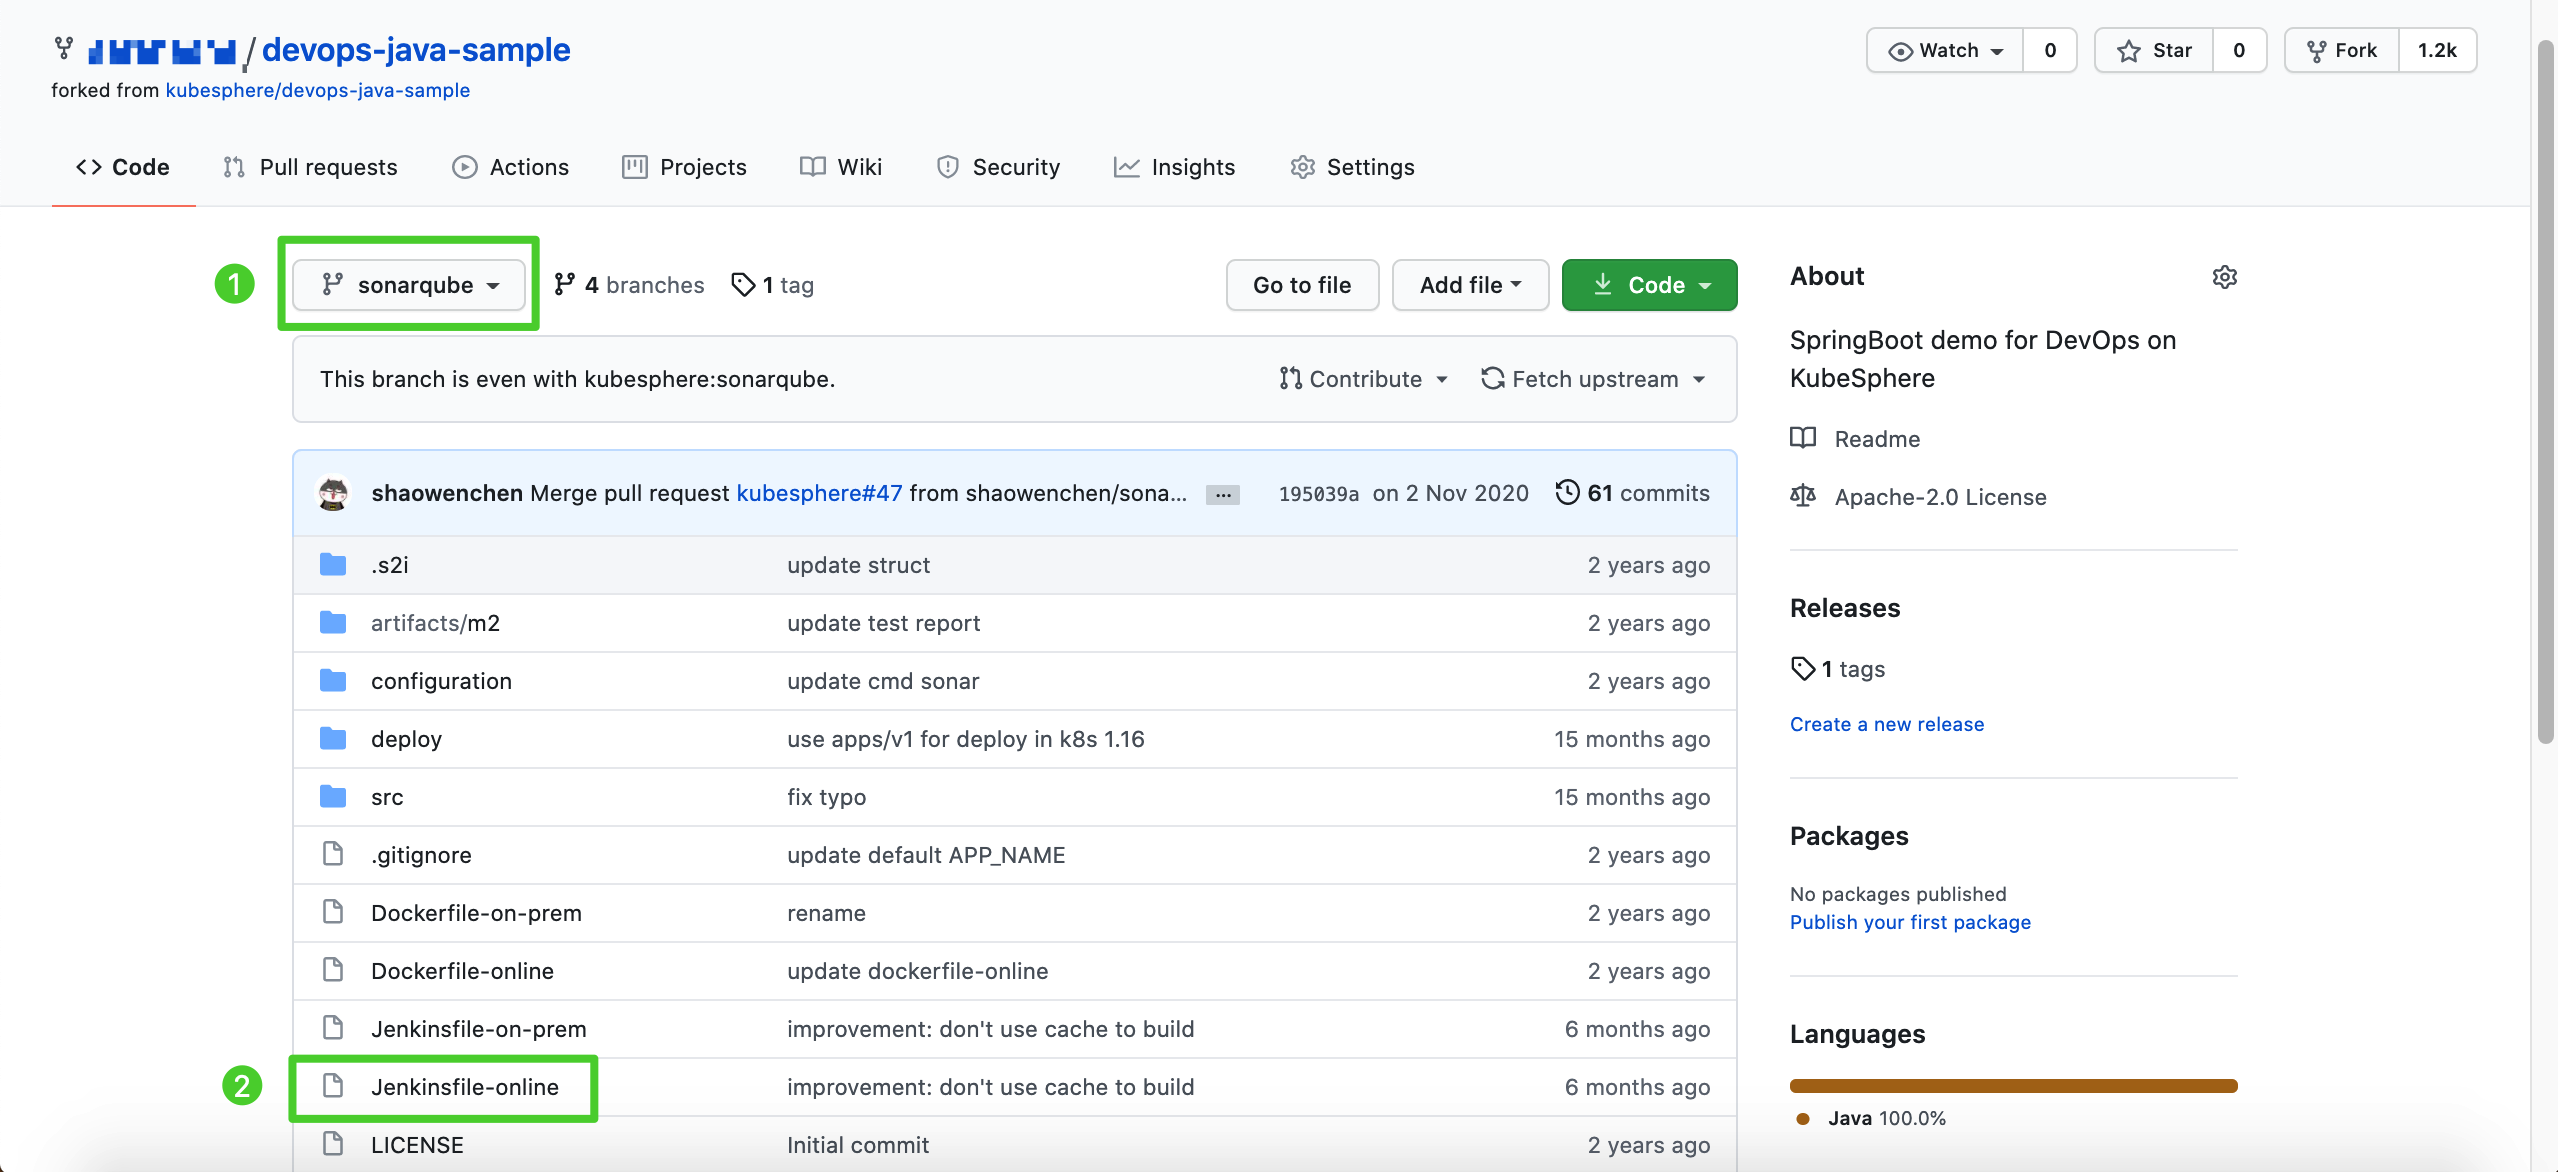 / devops-java-sample
forked from kubesphere/devops-java-sample
Watch 0 Star 0 Fork 1.2k
Code Pull requests Actions Projects Wiki Security Insights Settings
1 sonarqube 4 branches 1 tag Go to file Add file Code
This branch is even with kubesphere:sonarqube. Contribute Fetch upstream
shaowenchen Merge pull request kubesphere#47 from shaowenchen/sona... ... 195039a on 2 Nov 2020 61 commits
.s2i update struct 2 years ago
artifacts/m2 update test report 2 years ago
configuration update cmd sonar 2 years ago
deploy use apps/v1 for deploy in k8s 1.16 15 months ago
src fix typo 15 months ago
.gitignore update default APP_NAME 2 years ago
Dockerfile-on-prem rename 2 years ago
Dockerfile-online update dockerfile-online 2 years ago
Jenkinsfile-on-prem improvement: don't use cache to build 6 months ago
2 Jenkinsfile-online improvement: don't use cache to build 6 months ago
LICENSE Initial commit 2 years ago
About
SpringBoot demo for DevOps on
KubeSphere
Readme
Apache-2.0 License
Releases
1 tags
Create a new release
Packages
No packages published
Publish your first package
Languages
Java 100.0%